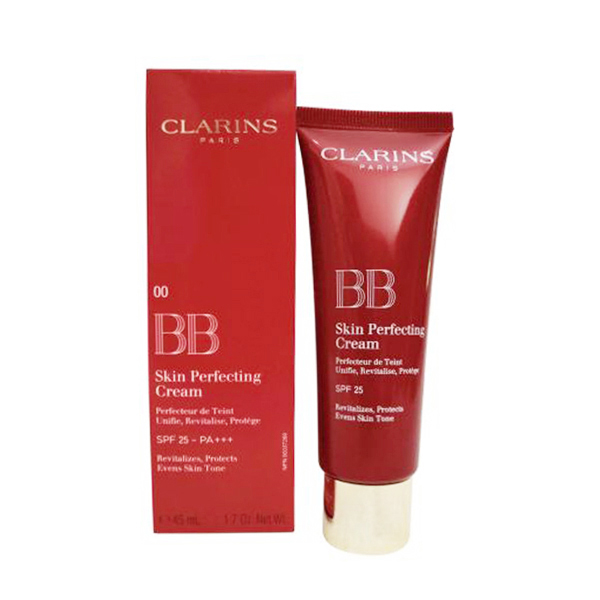 CLARINS
PARIS
00
BB
Skin Perfecting
Cream
Perfecteur de Teint
Unifie, Revitalise, Protège
SPF 25 - PA+++
Revitalizes, Protects
Evens Skin Tone
45 mL 1.7 Oz. Net Wt.
CLARINS
PARIS
BB
Skin Perfecting
Cream
Perfecteur de Teint
Unifie, Revitalise, Protège
SPF 25
Revitalizes, Protects
Evens Skin Tone